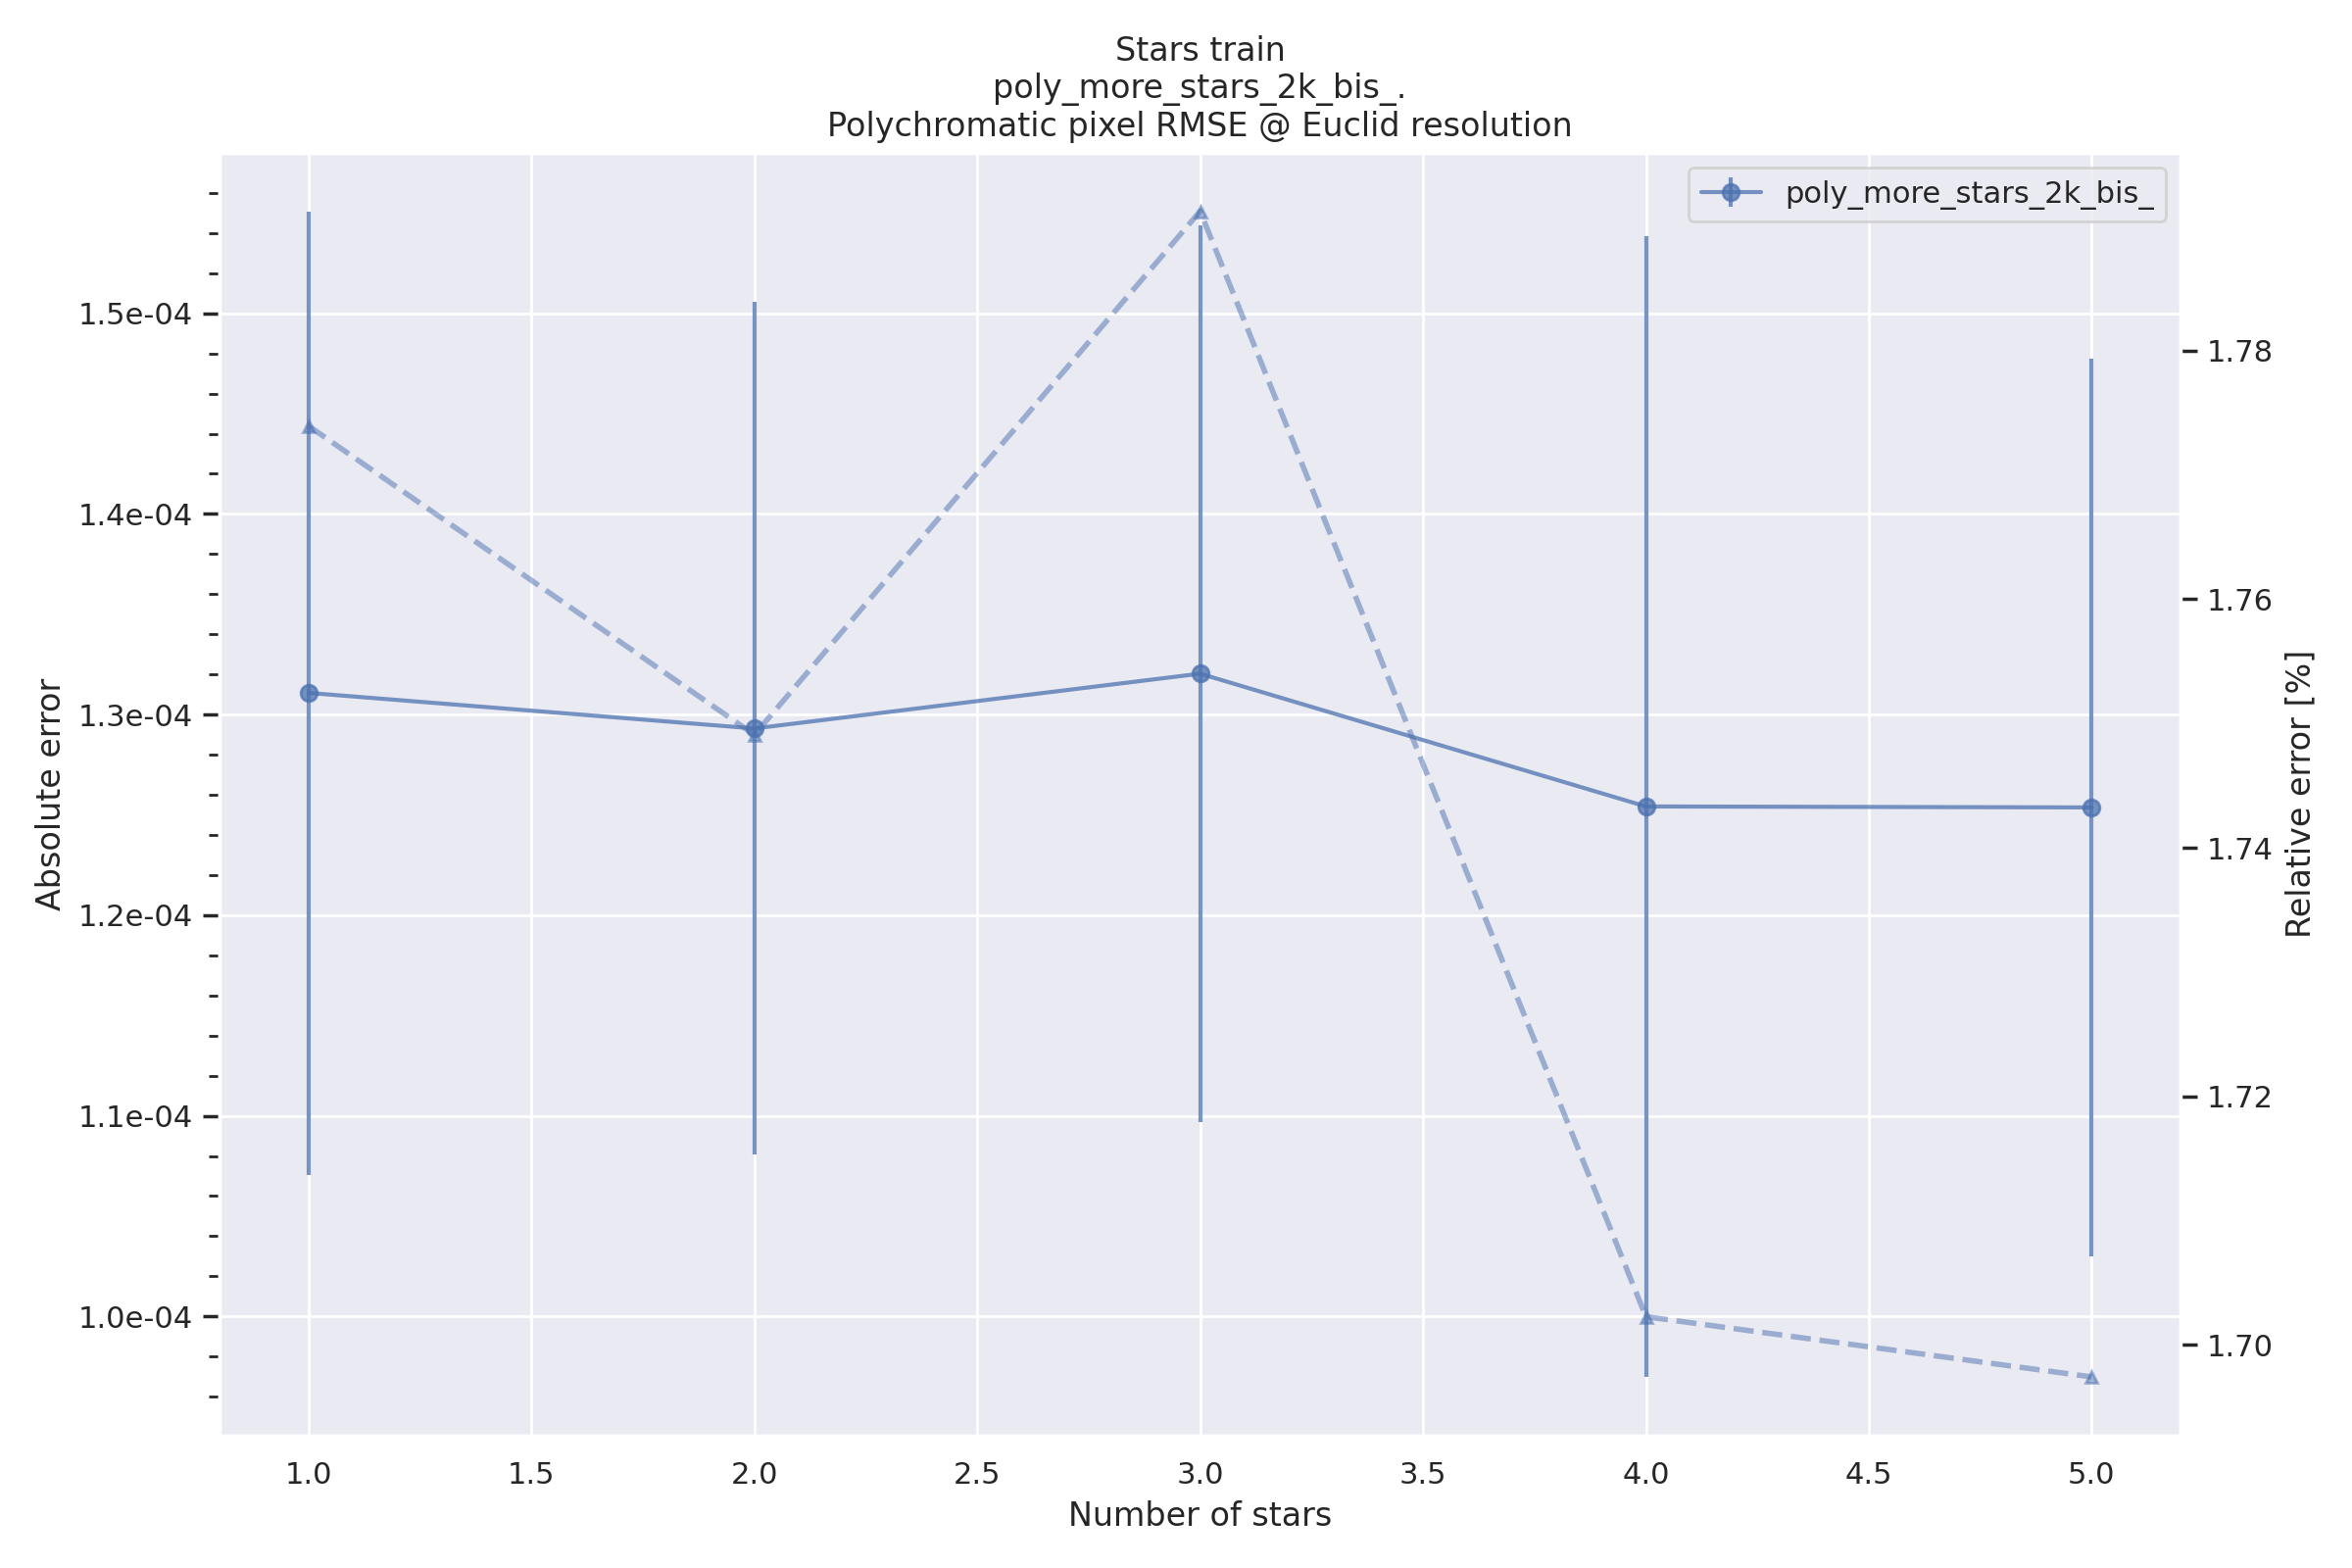 Stars train
poly_more_stars_2k_bis_.
Polychromatic pixel RMSE @ Euclid resolution
poly_more_stars_2k_bis_
Absolute error
1.5e-04
1.4e-04
1.3e-04
1.2e-04
1.1e-04
1.0e-04
1.78
1.76
1.74
1.72
1.70
Relative error [%]
1.0 1.5 2.0 2.5 3.0 3.5 4.0 4.5 5.0
Number of stars